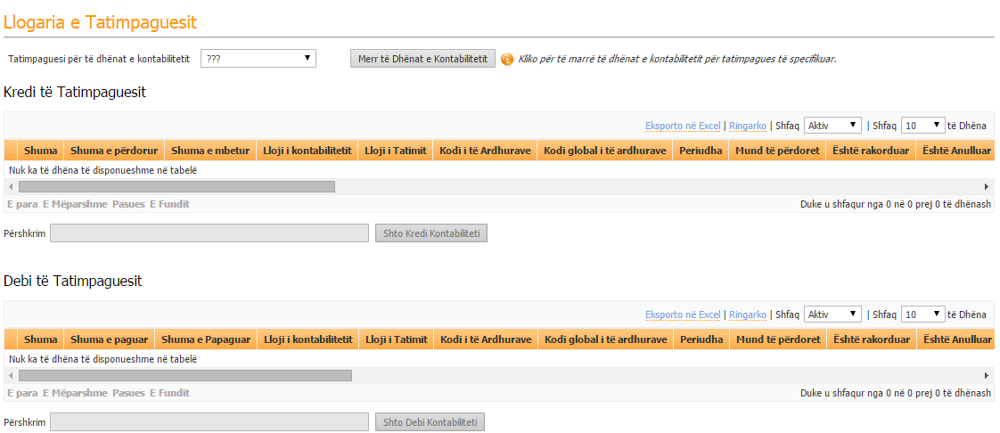 Llogaria e Tatimpaguesit
Tatimpaguesi për të dhënat e kontabilitetit ??? Merr të Dhënat e Kontabilitetit Kliko për të marrë të dhënat e kontabilitetit për tatimpagues të specifikuar.
Kredi të Tatimpaguesit
Eksporto në Excel | Ringarko | Shfaq Aktiv | Shfaq 10 të Dhëna
Shuma Shuma e përdorur Shuma e mbetur Lloji i kontabilitetit Lloji i Tatimit Kodi i të Ardhurave Kodi global i të ardhurave Periudha Mund të përdoret Është rakorduar Është Anulluar
Nuk ka të dhëna të disponueshme në tabelë
E para E Mëparshme Pasues E Fundit Duke u shfaqur nga 0 në 0 prej 0 të dhënash
Përshkrim Shto Kredi Kontabiliteti
Debi të Tatimpaguesit
Eksporto në Excel | Ringarko | Shfaq Aktiv | Shfaq 10 të Dhëna
Shuma Shuma e paguar Shuma e Papaguar Lloji i kontabilitetit Lloji i Tatimit Kodi i të Ardhurave Kodi global i të ardhurave Periudha Mund të përdoret Është rakorduar Është Anulluar
Nuk ka të dhëna të disponueshme në tabelë
E para E Mëparshme Pasues E Fundit Duke u shfaqur nga 0 në 0 prej 0 të dhënash
Përshkrim Shto Debi Kontabiliteti